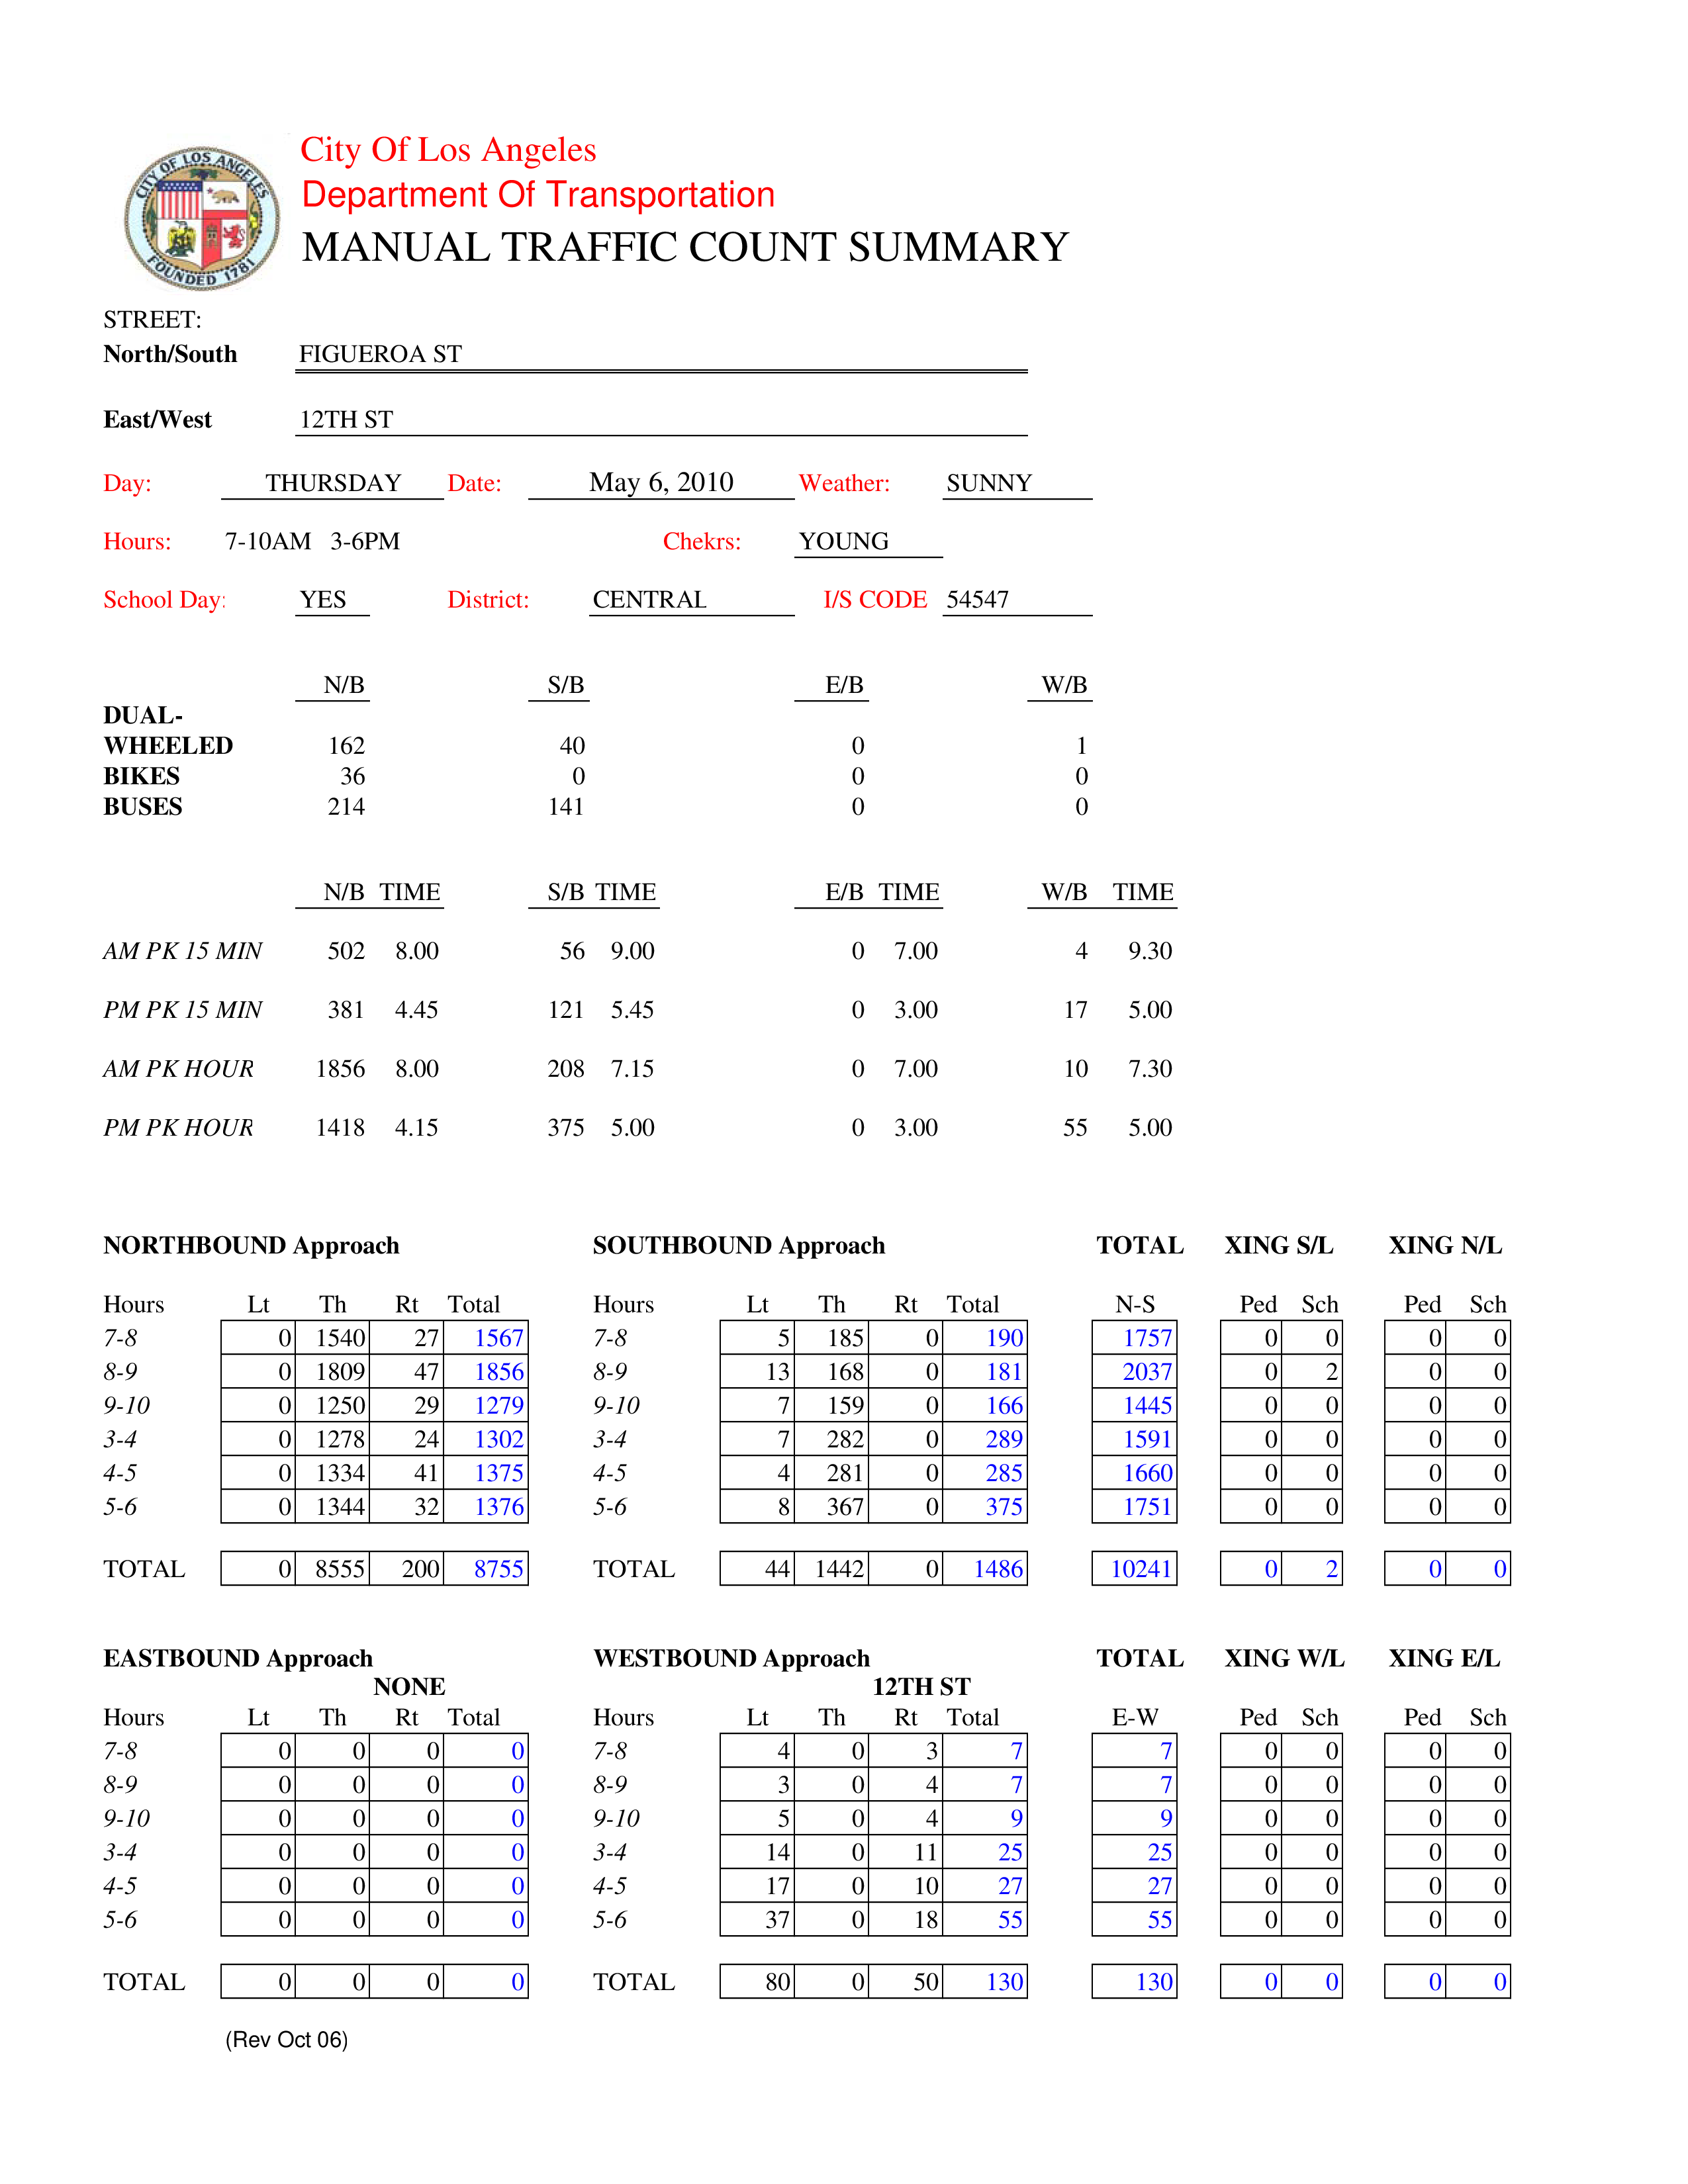 CITY OF LOS ANGELES
FOUNDED 1781
City Of Los Angeles
Department Of Transportation
MANUAL TRAFFIC COUNT SUMMARY
STREET:
North/South FIGUEROA ST
East/West 12TH ST
Day: THURSDAY Date: May 6, 2010 Weather: SUNNY
Hours: 7-10AM 3-6PM Chekrs: YOUNG
School Day: YES District: CENTRAL I/S CODE 54547
N/B S/B E/B W/B
DUAL-
WHEELED 162 40 0 1
BIKES 36 0 0 0
BUSES 214 141 0 0
N/B TIME S/B TIME E/B TIME W/B TIME
AM PK 15 MIN 502 8.00 56 9.00 0 7.00 4 9.30
PM PK 15 MIN 381 4.45 121 5.45 0 3.00 17 5.00
AM PK HOUR 1856 8.00 208 7.15 0 7.00 10 7.30
PM PK HOUR 1418 4.15 375 5.00 0 3.00 55 5.00
NORTHBOUND Approach SOUTHBOUND Approach TOTAL XING S/L XING N/L
Hours Lt Th Rt Total Hours Lt Th Rt Total N-S Ped Sch Ped Sch
7-8 0 1540 27 1567 7-8 5 185 0 190 1757 0 0 0 0
8-9 0 1809 47 1856 8-9 13 168 0 181 2037 0 2 0 0
9-10 0 1250 29 1279 9-10 7 159 0 166 1445 0 0 0 0
3-4 0 1278 24 1302 3-4 7 282 0 289 1591 0 0 0 0
4-5 0 1334 41 1375 4-5 4 281 0 285 1660 0 0 0 0
5-6 0 1344 32 1376 5-6 8 367 0 375 1751 0 0 0 0
TOTAL 0 8555 200 8755 TOTAL 44 1442 0 1486 10241 0 2 0 0
EASTBOUND Approach WESTBOUND Approach TOTAL XING W/L XING E/L
NONE 12TH ST
Hours Lt Th Rt Total Hours Lt Th Rt Total E-W Ped Sch Ped Sch
7-8 0 0 0 0 7-8 4 0 3 7 7 0 0 0 0
8-9 0 0 0 0 8-9 3 0 4 7 7 0 0 0 0
9-10 0 0 0 0 9-10 5 0 4 9 9 0 0 0 0
3-4 0 0 0 0 3-4 14 0 11 25 25 0 0 0 0
4-5 0 0 0 0 4-5 17 0 10 27 27 0 0 0 0
5-6 0 0 0 0 5-6 37 0 18 55 55 0 0 0 0
TOTAL 0 0 0 0 TOTAL 80 0 50 130 130 0 0 0 0
(Rev Oct 06)